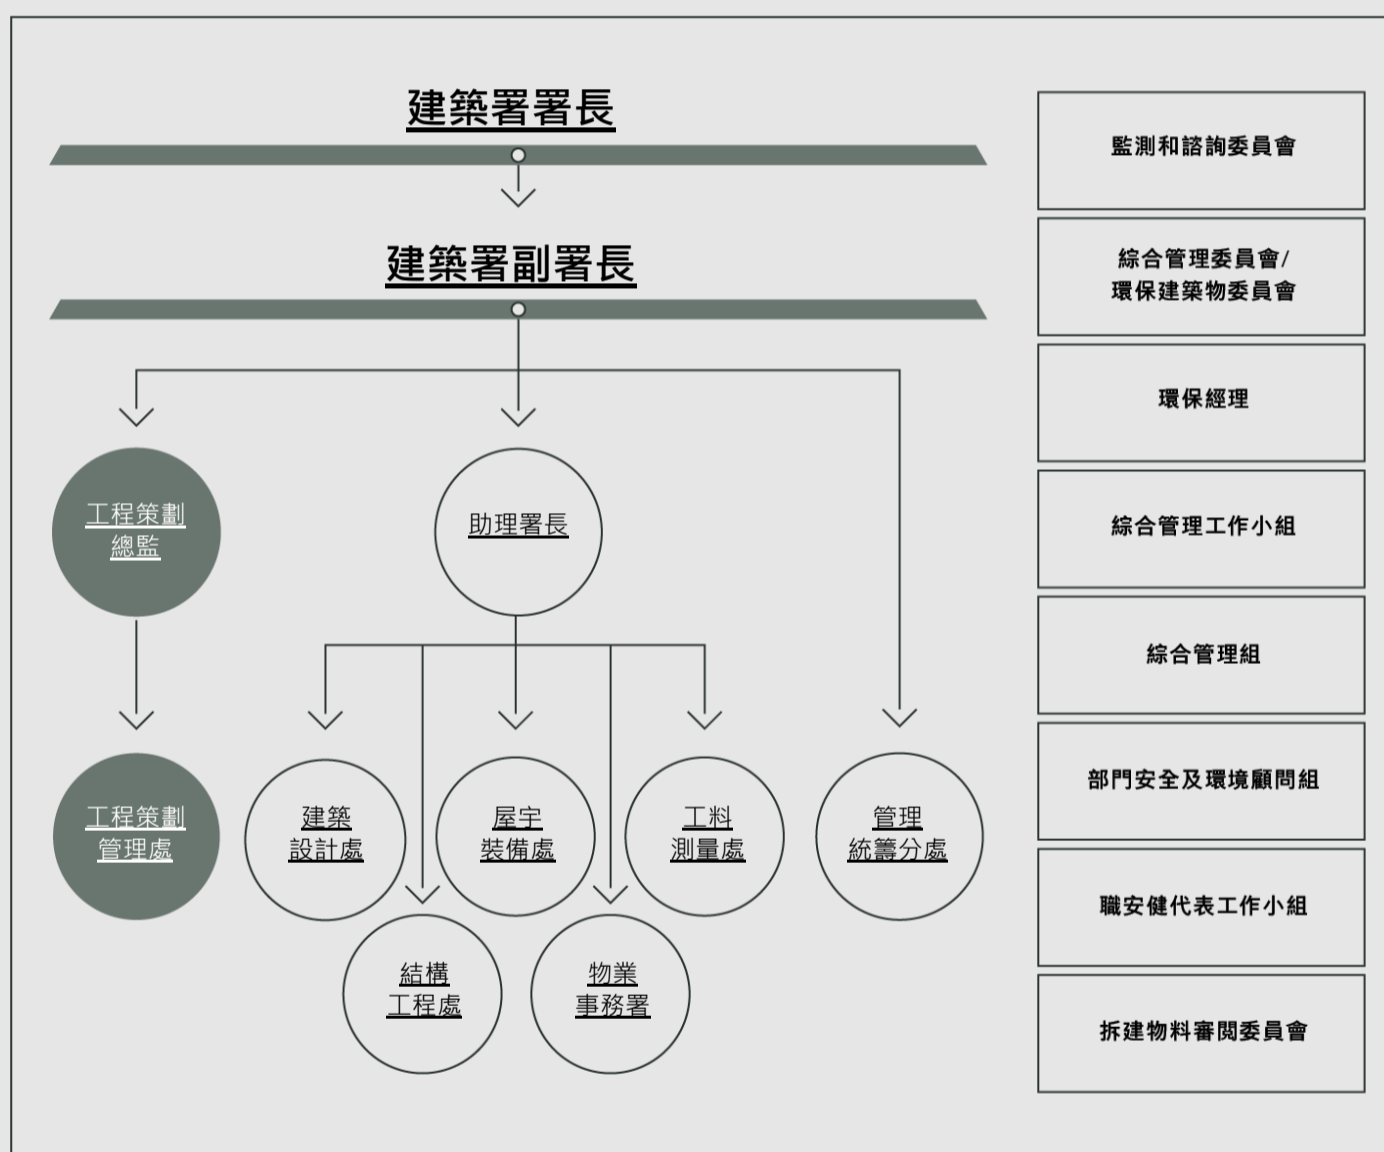 建築署署長
建築署副署長
工程策劃
總監
助理署長
工程策劃
管理處
建築
設計處
屋宇
裝備處
工料
測量處
管理
統籌分處
結構
工程處
物業
事務署
監測和諮詢委員會
綜合管理委員會/
環保建築物委員會
環保經理
綜合管理工作小組
綜合管理組
部門安全及環境顧問組
職安健代表工作小組
拆建物料審閱委員會